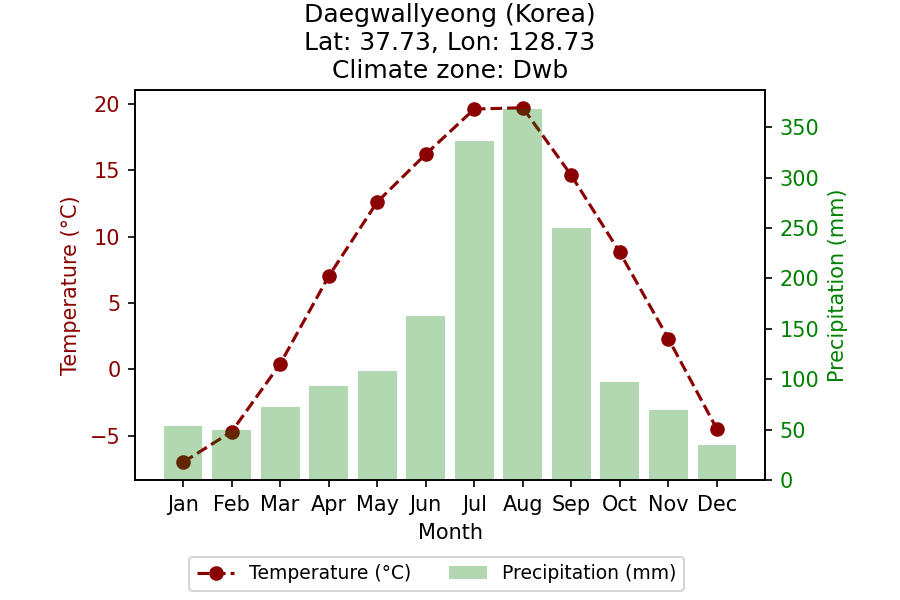 Daegwallyeong (Korea)
Lat: 37.73, Lon: 128.73
Climate zone: Dwb
20
15
10
5
0
−5
Temperature (°C)
350
300
250
200
150
100
50
0
Precipitation (mm)
Jan Feb Mar Apr May Jun Jul Aug Sep Oct Nov Dec
Month
Temperature (°C) Precipitation (mm)